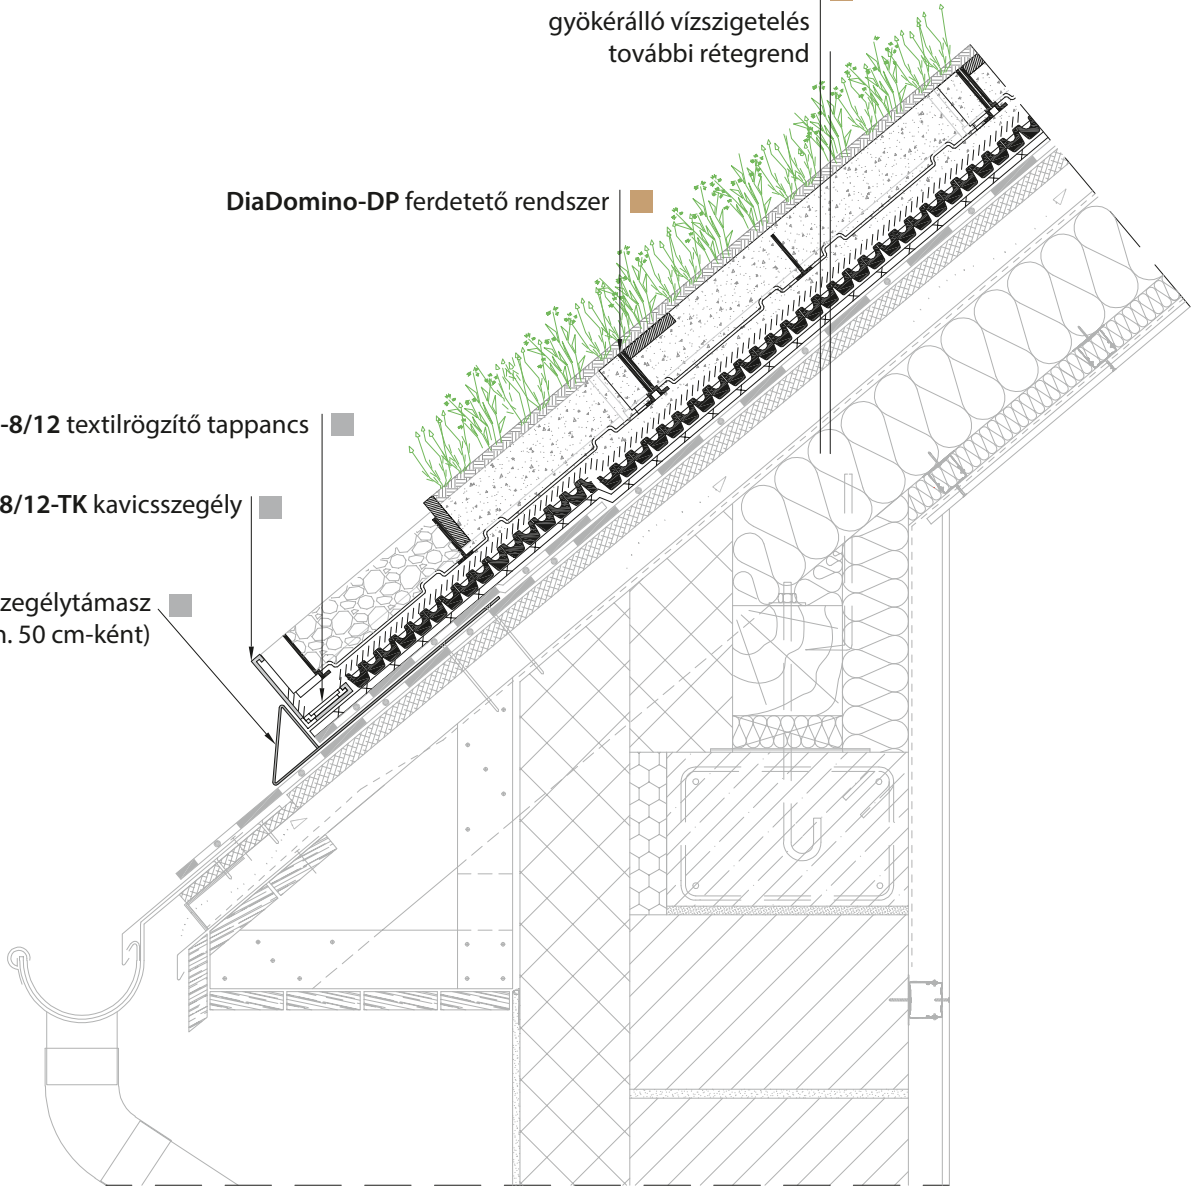 gyökérálló vízszigetelés
további rétegrend
DiaDomino-DP ferdetető rendszer
-8/12 textilrögzítő tappancs
8/12-TK kavicsszegély
zegélytámasz
. 50 cm-ként)